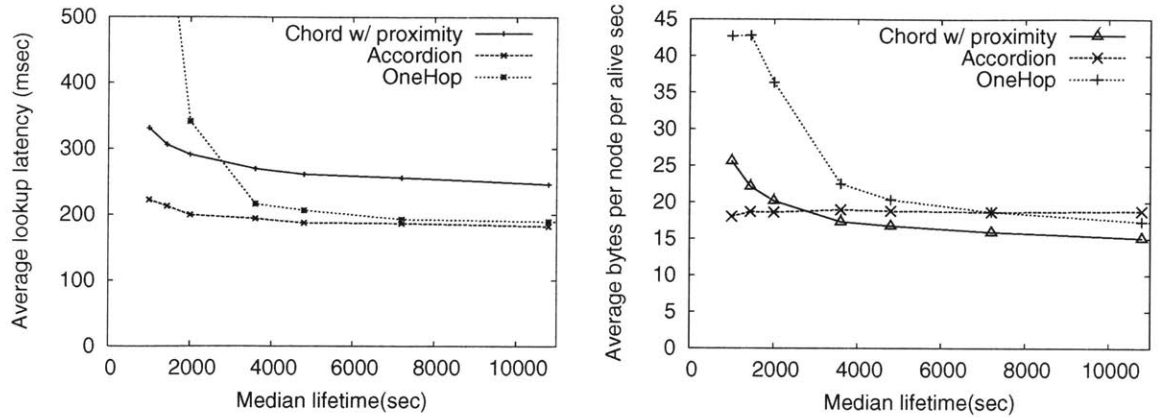 Average lookup latency (msec)
500
400
300
200
100
0
Chord w/ proximity
Accordion
OneHop
0 2000 4000 6000 8000 10000
Median lifetime(sec)
Average bytes per node per alive sec
45
40
35
30
25
20
15
10
5
0
Chord w/ proximity
Accordion
OneHop
0 2000 4000 6000 8000 10000
Median lifetime(sec)